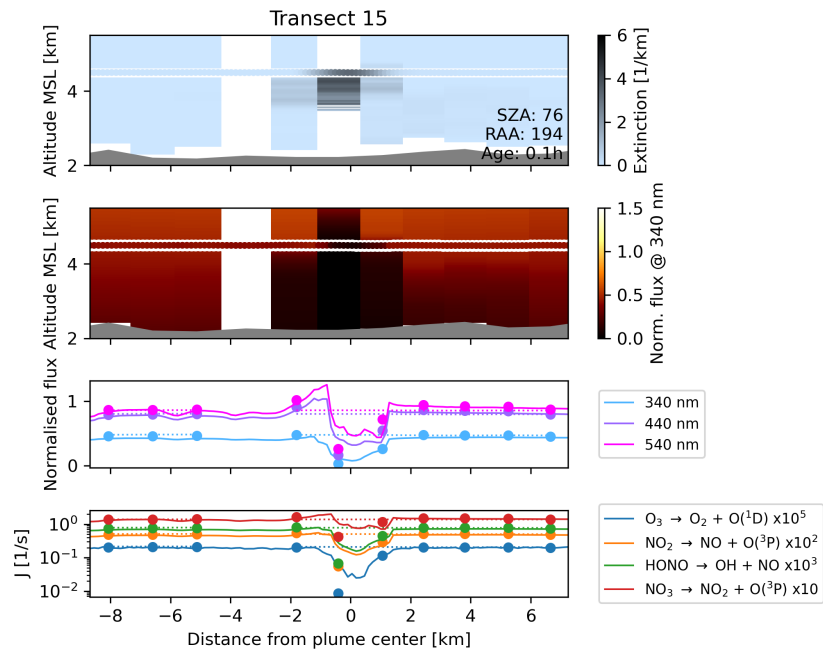 Transect 15
Altitude MSL [km]
4
2
SZA: 76
RAA: 194
Age: 0.1h
6
4
2
0
Extinction [1/km]
Altitude MSL [km]
4
2
1.5
1.0
0.5
0.0
Norm. flux @ 340 nm
Normalised flux
1
0
340 nm
440 nm
540 nm
J [1/s]
10⁰
10⁻¹
10⁻²
O₃ → O₂ + O(¹D) x10⁵
NO₂ → NO + O(³P) x10²
HONO → OH + NO x10³
NO₃ → NO₂ + O(³P) x10
−8 −6 −4 −2 0 2 4 6
Distance from plume center [km]